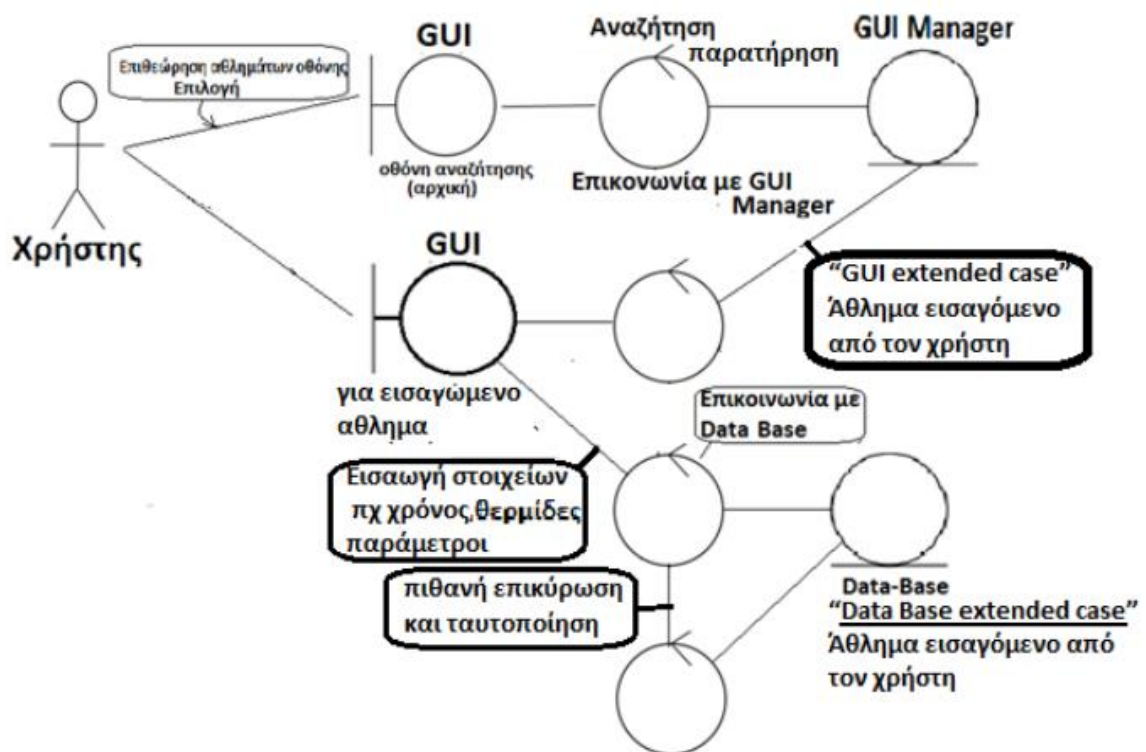 GUI
Αναζήτηση
παρατήρηση
GUI Manager
Επιθεώρηση αθλημάτων οθόνης
Επιλογή
οθόνη αναζήτησης
(αρχική)
Επικονωνία με GUI
Manager
Χρήστης
GUI
“GUI extended case”
Άθλημα εισαγόμενο
από τον χρήστη
για εισαγώμενο
αθλημα
Επικοινωνία με
Data Base
Εισαωγή στοιχείων
πχ χρόνος,θερμίδες
παράμετροι
πιθανή επικύρωση
και ταυτοποίηση
Data-Base
“Data Base extended case”
Άθλημα εισαγόμενο από
τον χρήστη